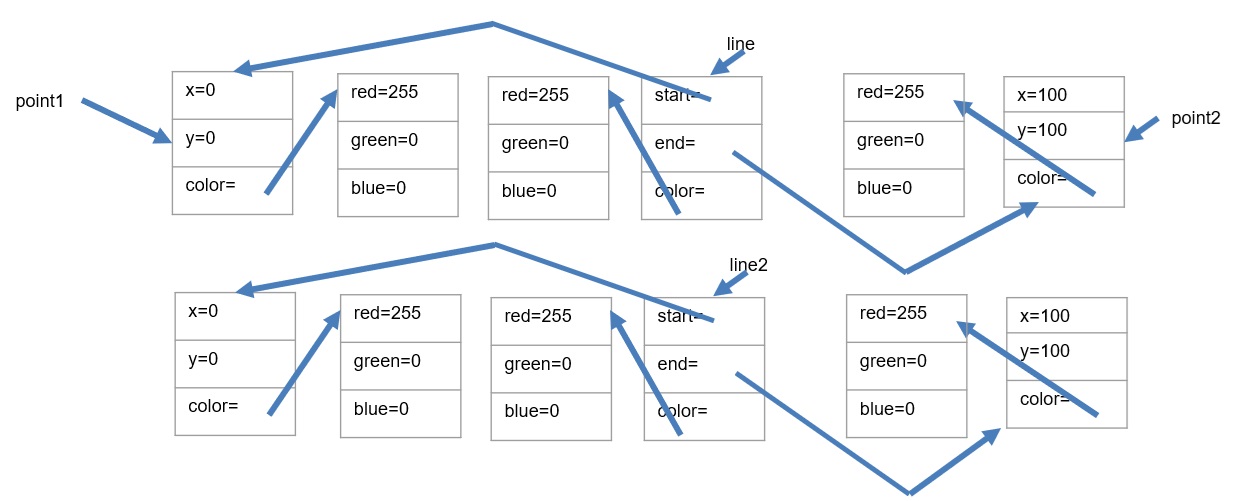 line
point1
x=0
y=0
color=
red=255
green=0
blue=0
red=255
green=0
blue=0
start=
end=
color=
red=255
green=0
blue=0
x=100
y=100
color=
point2
line2
x=0
y=0
color=
red=255
green=0
blue=0
red=255
green=0
blue=0
start=
end=
color=
red=255
green=0
blue=0
x=100
y=100
color=